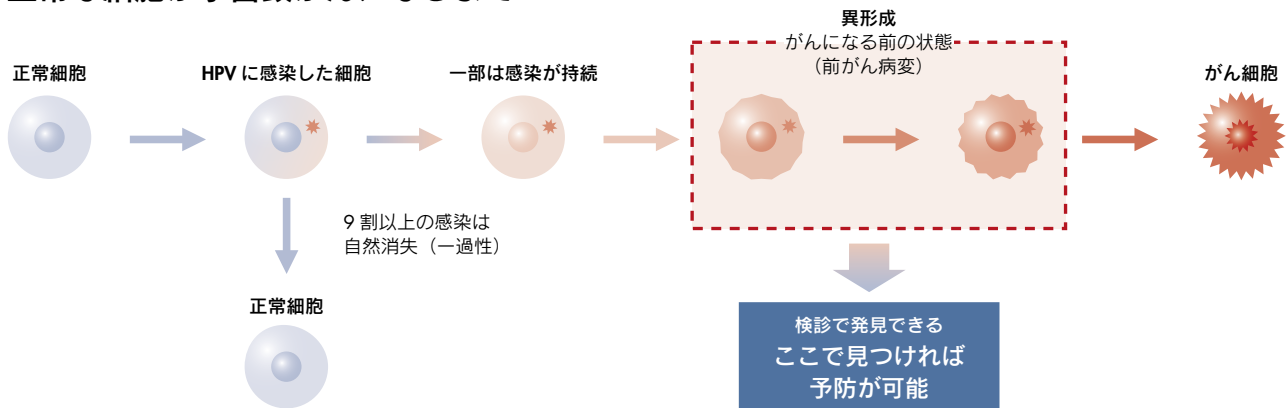 異形成
がんになる前の状態
（前がん病変）
正常細胞
HPV に感染した細胞
一部は感染が持続
がん細胞
9 割以上の感染は
自然消失（一過性）
正常細胞
検診で発見できる
ここで見つければ
予防が可能